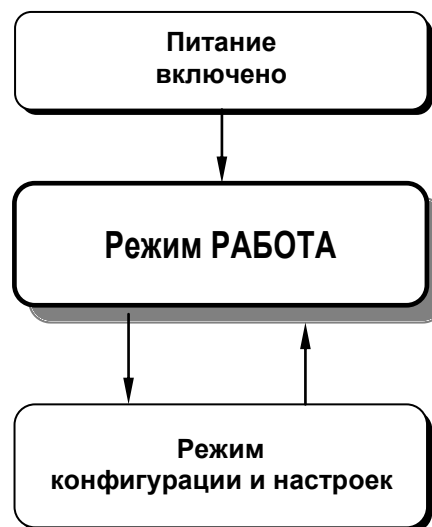 Питание
включено
Режим РАБОТА
Режим
конфигурации и настроек